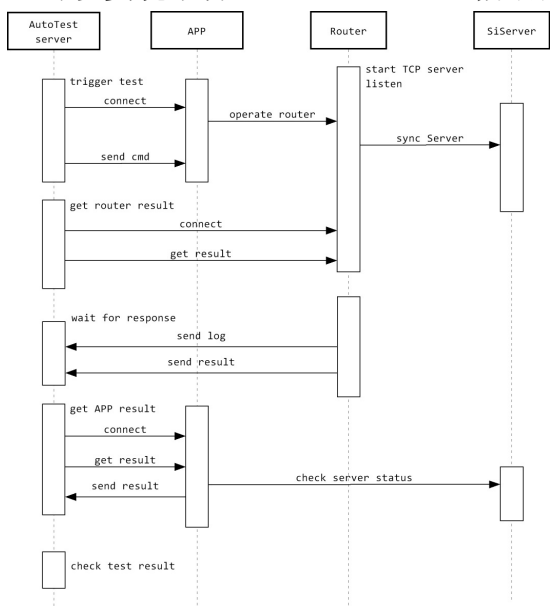 AutoTest
server
APP
Router
SiServer
trigger test
start TCP server
listen
connect
operate router
sync Server
send cmd
get router result
connect
get result
wait for response
send log
send result
get APP result
connect
get result
check server status
send result
check test result